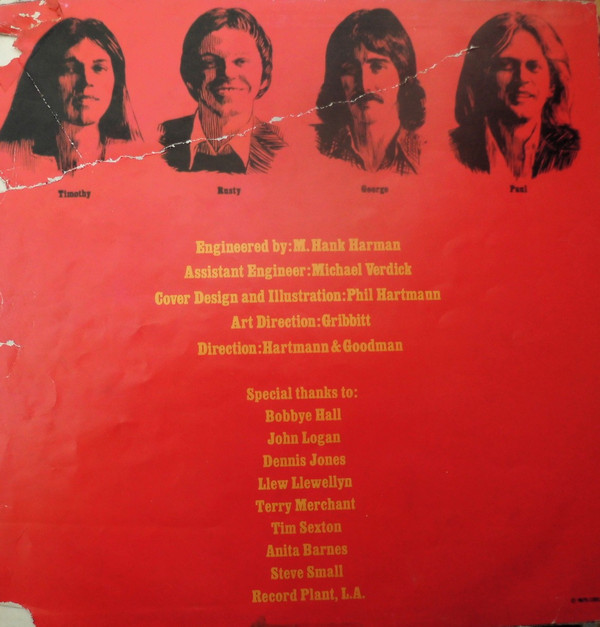 Timothy
Rusty
George
Paul
Engineered by:M. Hank Harman
Assistant Engineer:Michael Verdick
Cover Design and Illustration:Phil Hartmann
Art Direction:Gribbitt
Direction:Hartmann & Goodman
Special thanks to:
Bobbye Hall
John Logan
Dennis Jones
Llew Llewellyn
Terry Merchant
Tim Sexton
Anita Barnes
Steve Small
Record Plant, L.A.